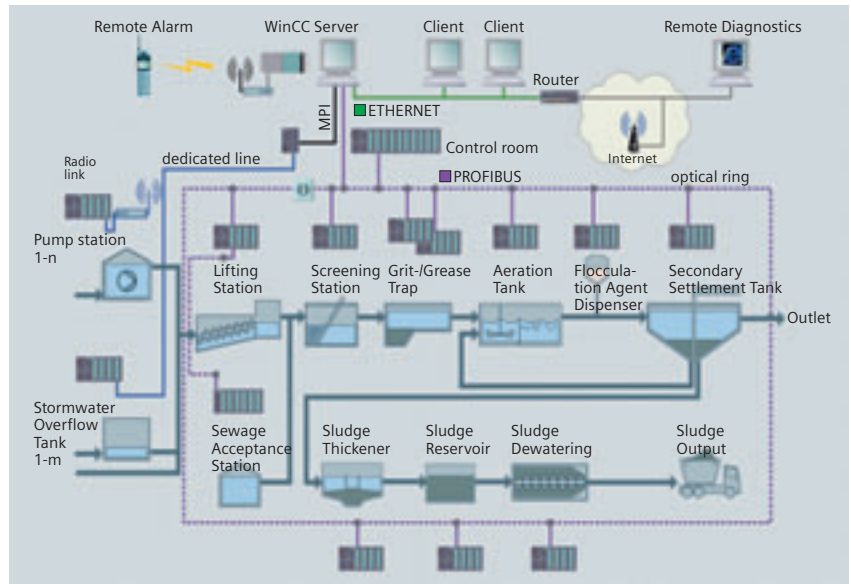 Remote Alarm
WinCC Server
Client
Client
Remote Diagnostics
Router
MPI
ETHERNET
Internet
Control room
dedicated line
Radio
link
PROFIBUS
optical ring
Pump station
1-n
Lifting
Station
Screening
Station
Grit-/Grease
Trap
Aeration
Tank
Floccula-
tion Agent
Dispenser
Secondary
Settlement Tank
Outlet
Stormwater
Overflow
Tank
1-m
Sewage
Acceptance
Station
Sludge
Thickener
Sludge
Reservoir
Sludge
Dewatering
Sludge
Output